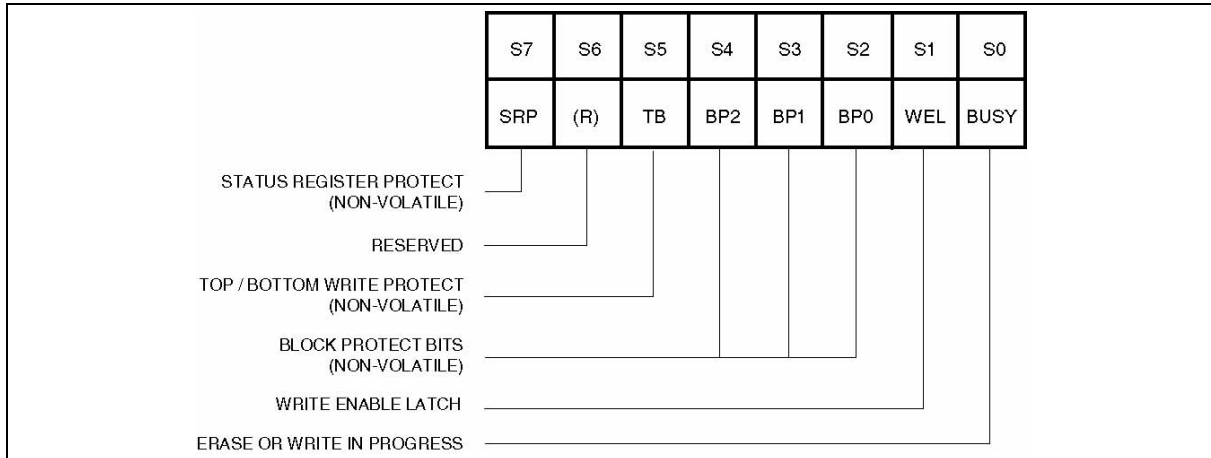 S7 S6 S5 S4 S3 S2 S1 S0
SRP (R) TB BP2 BP1 BP0 WEL BUSY
STATUS REGISTER PROTECT
(NON-VOLATILE)
RESERVED
TOP / BOTTOM WRITE PROTECT
(NON-VOLATILE)
BLOCK PROTECT BITS
(NON-VOLATILE)
WRITE ENABLE LATCH
ERASE OR WRITE IN PROGRESS